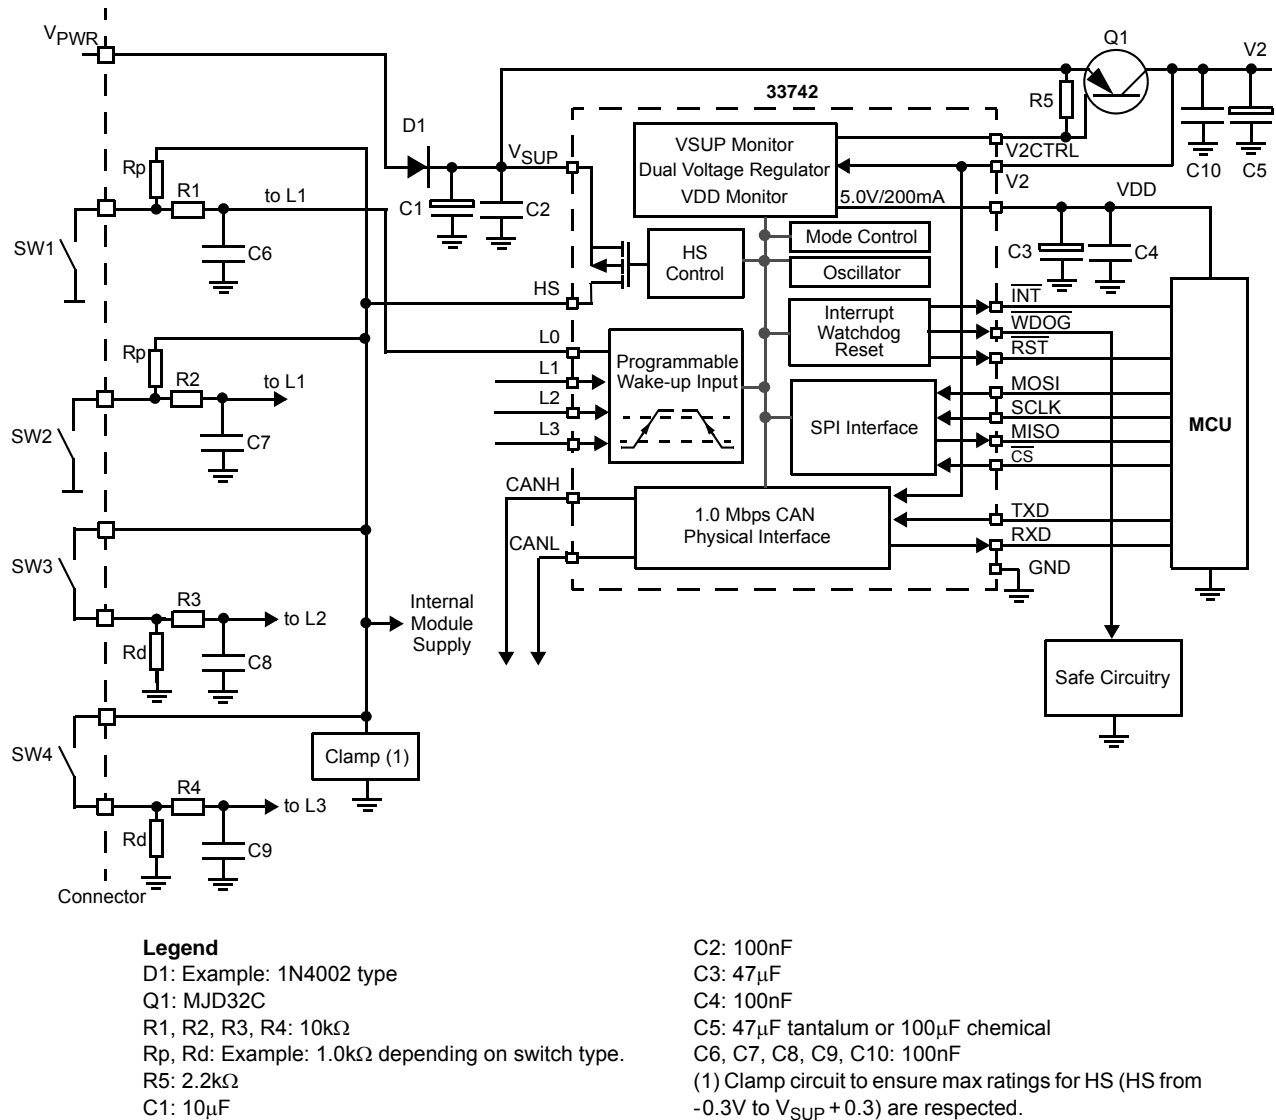 VPWR
Q1
V2
33742
R5
D1
VSUP
VSUP Monitor
Dual Voltage Regulator
VDD Monitor
V2CTRL
V2
C10
C5
Rp
R1
to L1
C1
C2
5.0V/200mA
VDD
SW1
C6
HS
Control
Mode Control
Oscillator
C3
C4
HS
INT
Interrupt
Watchdog
Reset
WDOG
RST
L0
Rp
R2
to L1
L1
Programmable
Wake-up Input
L2
L3
MOSI
SCLK
MISO
CS
SPI Interface
MCU
SW2
C7
CANH
1.0 Mbps CAN
Physical Interface
TXD
RXD
CANL
GND
SW3
R3
to L2
Internal
Module
Supply
Rd
C8
Safe Circuitry
SW4
Clamp (1)
R4
to L3
Rd
C9
Connector
Legend
D1: Example: 1N4002 type
Q1: MJD32C
R1, R2, R3, R4: 10kΩ
Rp, Rd: Example: 1.0kΩ depending on switch type.
R5: 2.2kΩ
C1: 10μF
C2: 100nF
C3: 47μF
C4: 100nF
C5: 47μF tantalum or 100μF chemical
C6, C7, C8, C9, C10: 100nF
(1) Clamp circuit to ensure max ratings for HS (HS from
-0.3V to VSUP + 0.3) are respected.